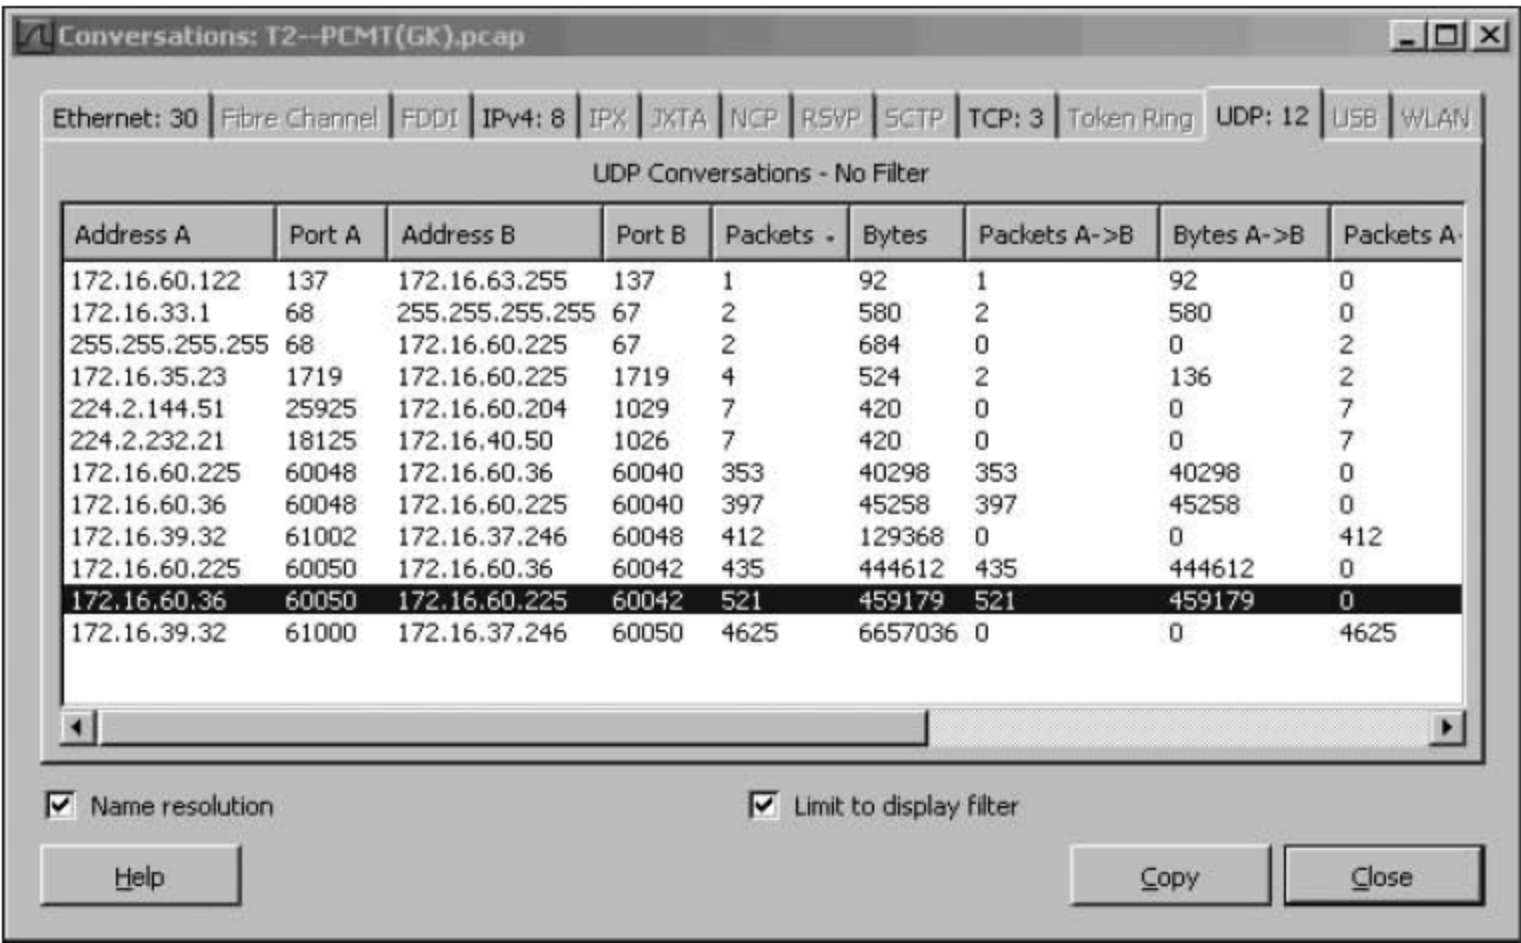 Conversations: T2--PCMT(GK).pcap
Ethernet: 30 Fibre Channel FDDI IPv4: 8 IPX JXTA NCP RSVP SCTP TCP: 3 Token Ring UDP: 12 USB WLAN
UDP Conversations - No Filter
Address A Port A Address B Port B Packets Bytes Packets A->B Bytes A->B Packets A-
172.16.60.122 137 172.16.63.255 137 1 92 1 92 0
172.16.33.1 68 255.255.255.255 67 2 580 2 580 0
255.255.255.255 68 172.16.60.225 67 2 684 0 0 2
172.16.35.23 1719 172.16.60.225 1719 4 524 2 136 2
224.2.144.51 25925 172.16.60.204 1029 7 420 0 0 7
224.2.232.21 18125 172.16.40.50 1026 7 420 0 0 7
172.16.60.225 60048 172.16.60.36 60040 353 40298 353 40298 0
172.16.60.36 60048 172.16.60.225 60040 397 45258 397 45258 0
172.16.39.32 61002 172.16.37.246 60048 412 129368 0 0 412
172.16.60.225 60050 172.16.60.36 60042 435 444612 435 444612 0
172.16.60.36 60050 172.16.60.225 60042 521 459179 521 459179 0
172.16.39.32 61000 172.16.37.246 60050 4625 6657036 0 0 4625
Name resolution Limit to display filter
Help Copy Close